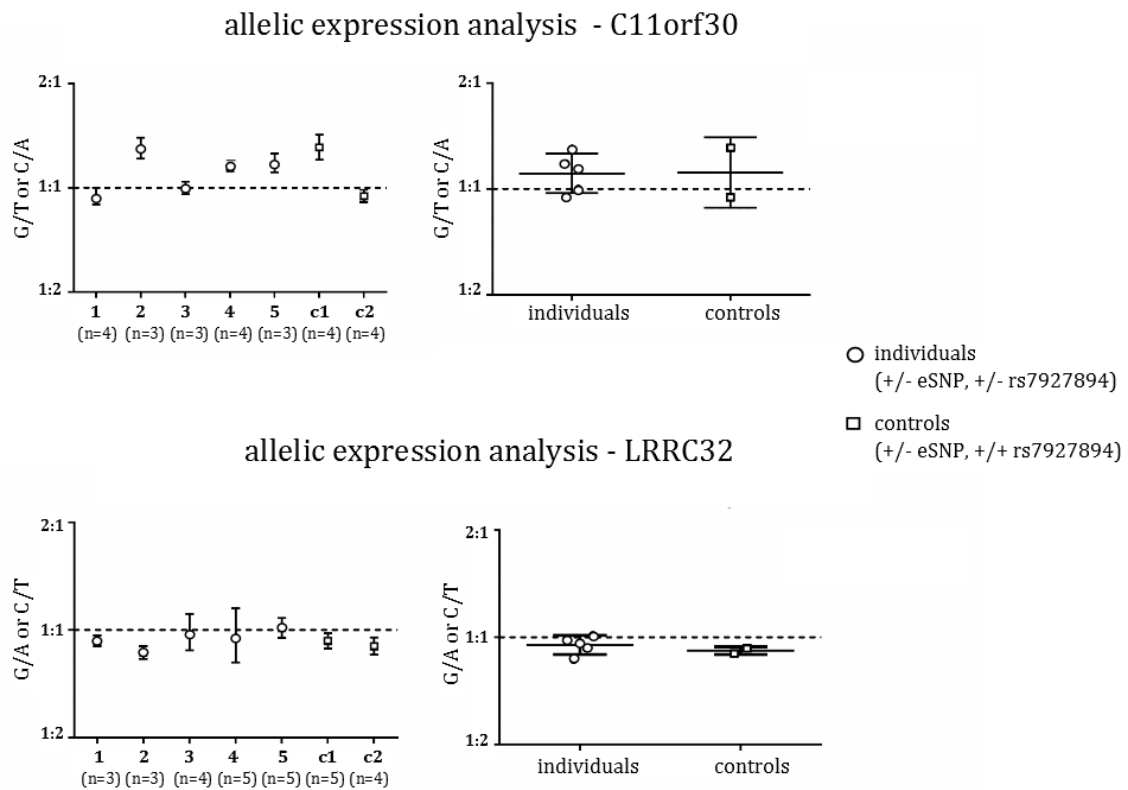 allelic expression analysis - C11orf30
G/T or C/A
2:1
1:1
1:2
1 2 3 4 5 c1 c2
(n=4) (n=3) (n=3) (n=4) (n=3) (n=4) (n=4)
G/T or C/A
2:1
1:1
1:2
individuals controls
individuals
(+/- eSNP, +/- rs7927894)
controls
(+/- eSNP, +/+ rs7927894)
allelic expression analysis - LRRC32
G/A or C/T
2:1
1:1
1:2
1 2 3 4 5 c1 c2
(n=3) (n=3) (n=4) (n=5) (n=5) (n=5) (n=4)
G/A or C/T
2:1
1:1
1:2
individuals controls